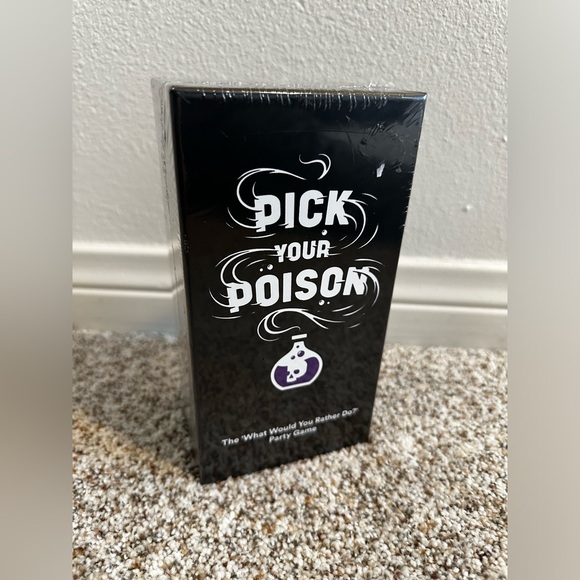 PICK
YOUR
POISON
The 'What Would You Rather Do?'
Party Game